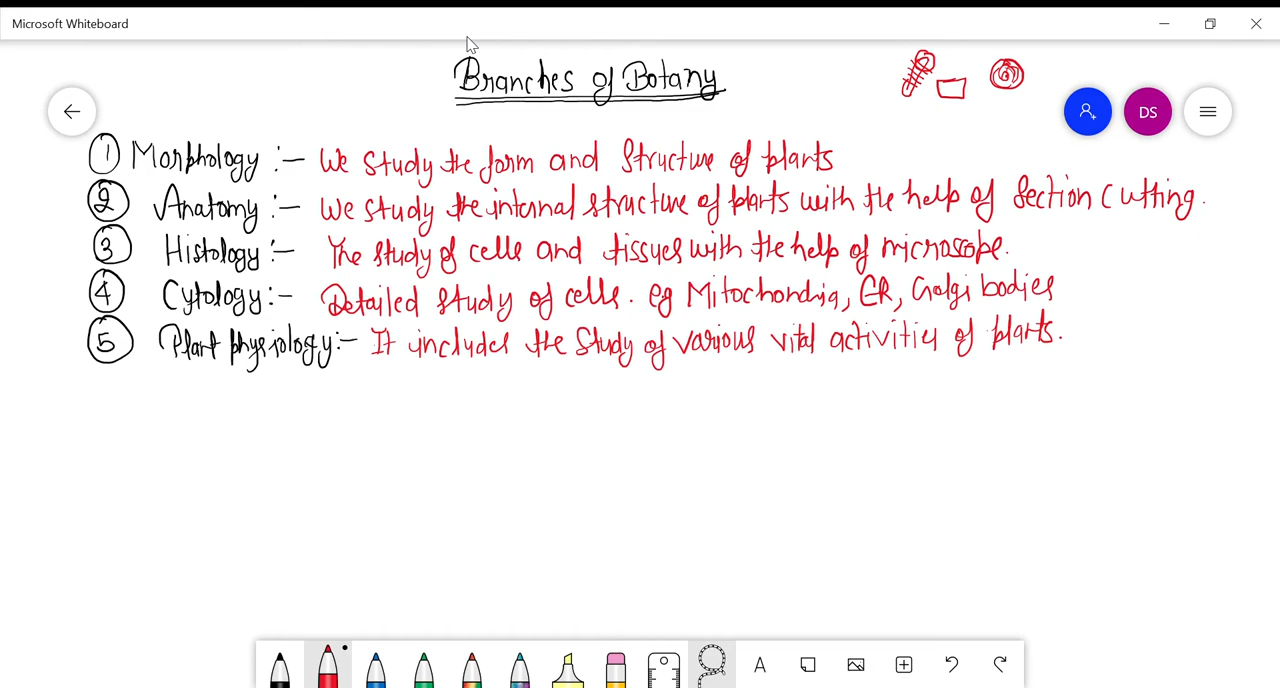 Microsoft Whiteboard
Branches of Botany
DS
1 Morphology :- We study the form and structure of plants
2 Anatomy :- We study the internal structure of plants with the help of section cutting.
3 Histology :- The study of cells and tissues with the help of microscope.
4 Cytology :- Detailed study of cells. eg Mitochondria, ER, Golgi bodies
5 Plant physiology :- It includes the study of various vital activities of plants.
A